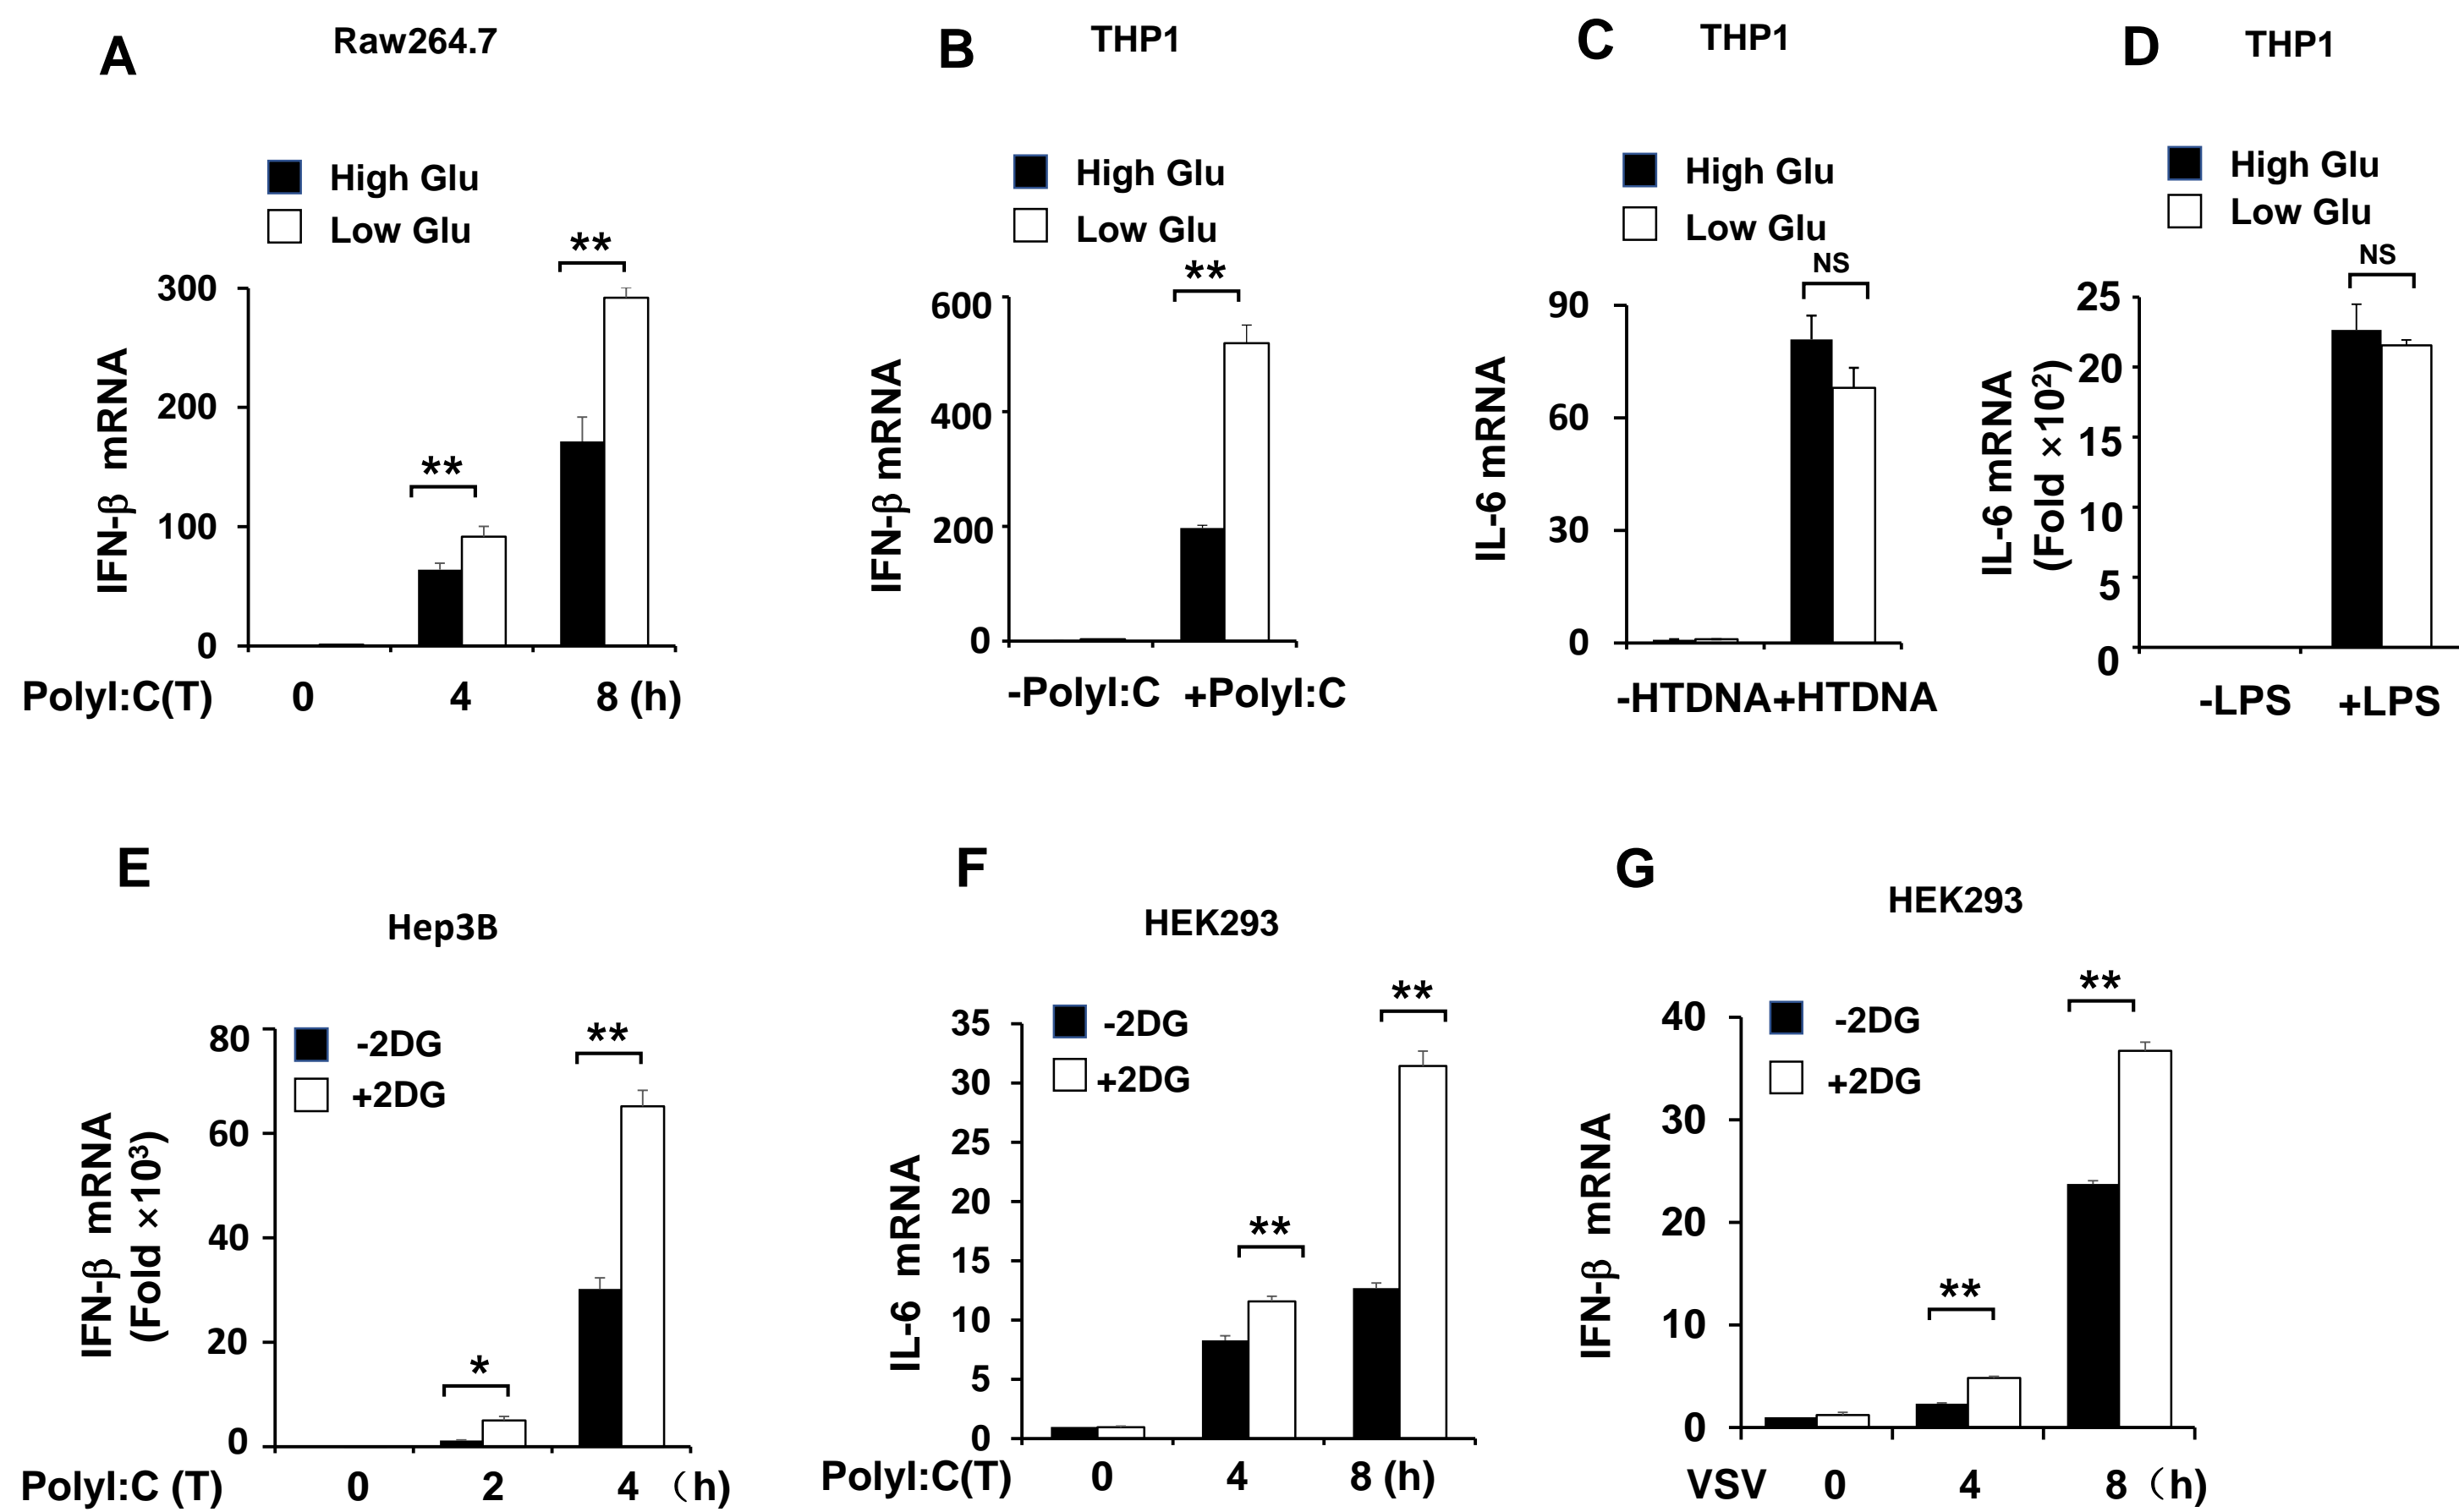 A
Raw264.7
High Glu
Low Glu
**
**
300
200
100
0
IFN-β mRNA
PolyI:C(T) 0 4 8 (h)
B
THP1
High Glu
Low Glu
**
600
400
200
0
IFN-β mRNA
-PolyI:C +PolyI:C
C
THP1
High Glu
Low Glu
NS
90
60
30
0
IL-6 mRNA
-HTDNA+HTDNA
D
THP1
High Glu
Low Glu
NS
25
20
15
10
5
0
IL-6 mRNA
(Fold ×10²)
-LPS +LPS
E
Hep3B
-2DG
+2DG
**
*
80
60
40
20
0
IFN-β mRNA
(Fold ×10³)
PolyI:C (T) 0 2 4 （h)
F
HEK293
-2DG
+2DG
**
**
35
30
25
20
15
10
5
0
IL-6 mRNA
PolyI:C(T) 0 4 8 (h)
G
HEK293
-2DG
+2DG
**
**
40
30
20
10
0
IFN-β mRNA
VSV 0 4 8（h)